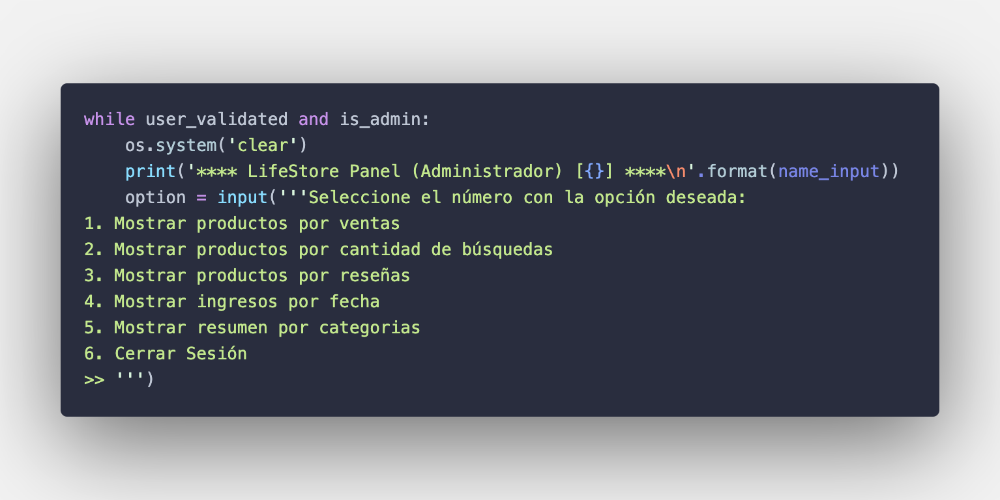 while user_validated and is_admin:
    os.system('clear')
    print('**** LifeStore Panel (Administrador) [{}] ****\n'.format(name_input))
    option = input('''Seleccione el número con la opción deseada:
1. Mostrar productos por ventas
2. Mostrar productos por cantidad de búsquedas
3. Mostrar productos por reseñas
4. Mostrar ingresos por fecha
5. Mostrar resumen por categorias
6. Cerrar Sesión
>> ''')